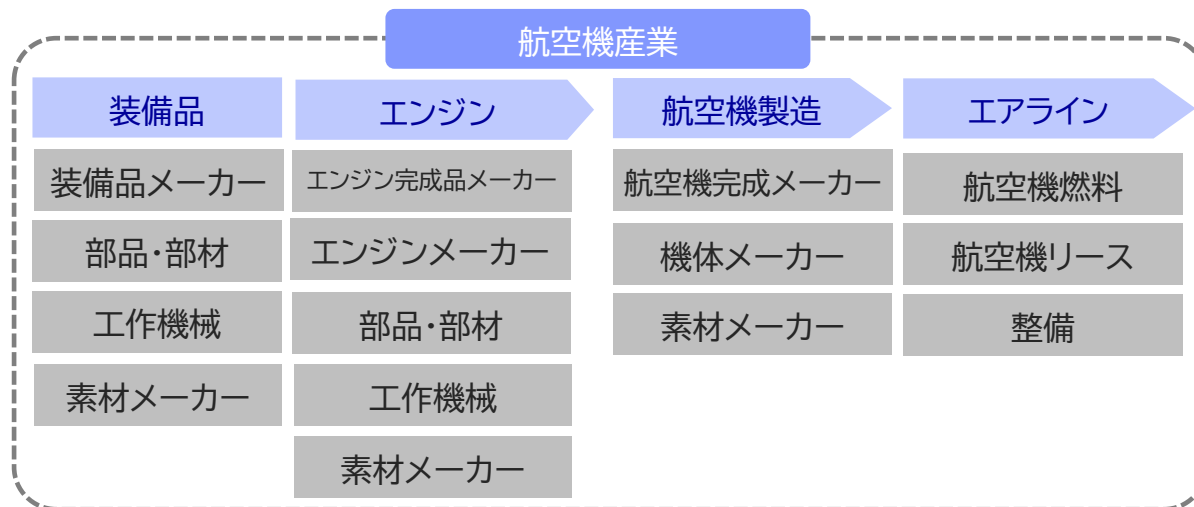 航空機産業
装備品
エンジン
航空機製造
エアライン
装備品メーカー
部品・部材
工作機械
素材メーカー
エンジン完成品メーカー
エンジンメーカー
部品・部材
工作機械
素材メーカー
航空機完成メーカー
機体メーカー
素材メーカー
航空機燃料
航空機リース
整備